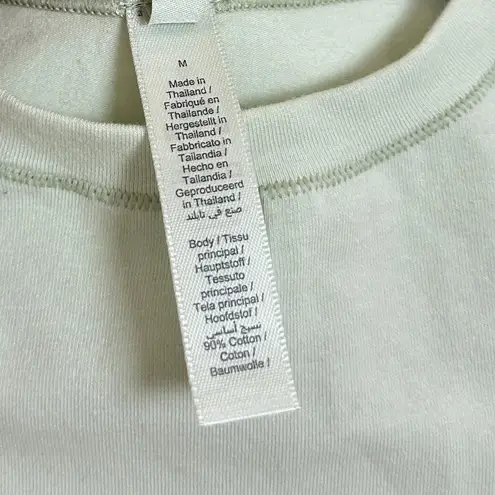 M
Made in
Thailand /
Fabriqué en
Thaïlande /
Hergestellt in
Thailand /
Fabbricato in
Tailandia /
Hecho en
Tailandia /
Geproduceerd
in Thailand /
صنع في تايلند
Body / Tissu
principal /
Hauptstoff /
Tessuto
principale /
Tela principal /
Hoofdstof /
نسيج أساسي
90% Cotton /
Coton /
Baumwolle /